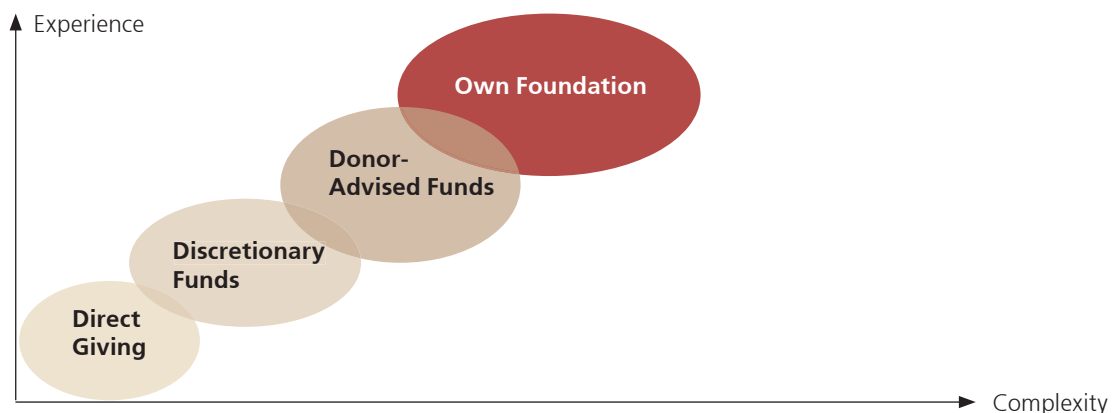 Experience
Own Foundation
Donor-
Advised Funds
Discretionary
Funds
Direct
Giving
Complexity